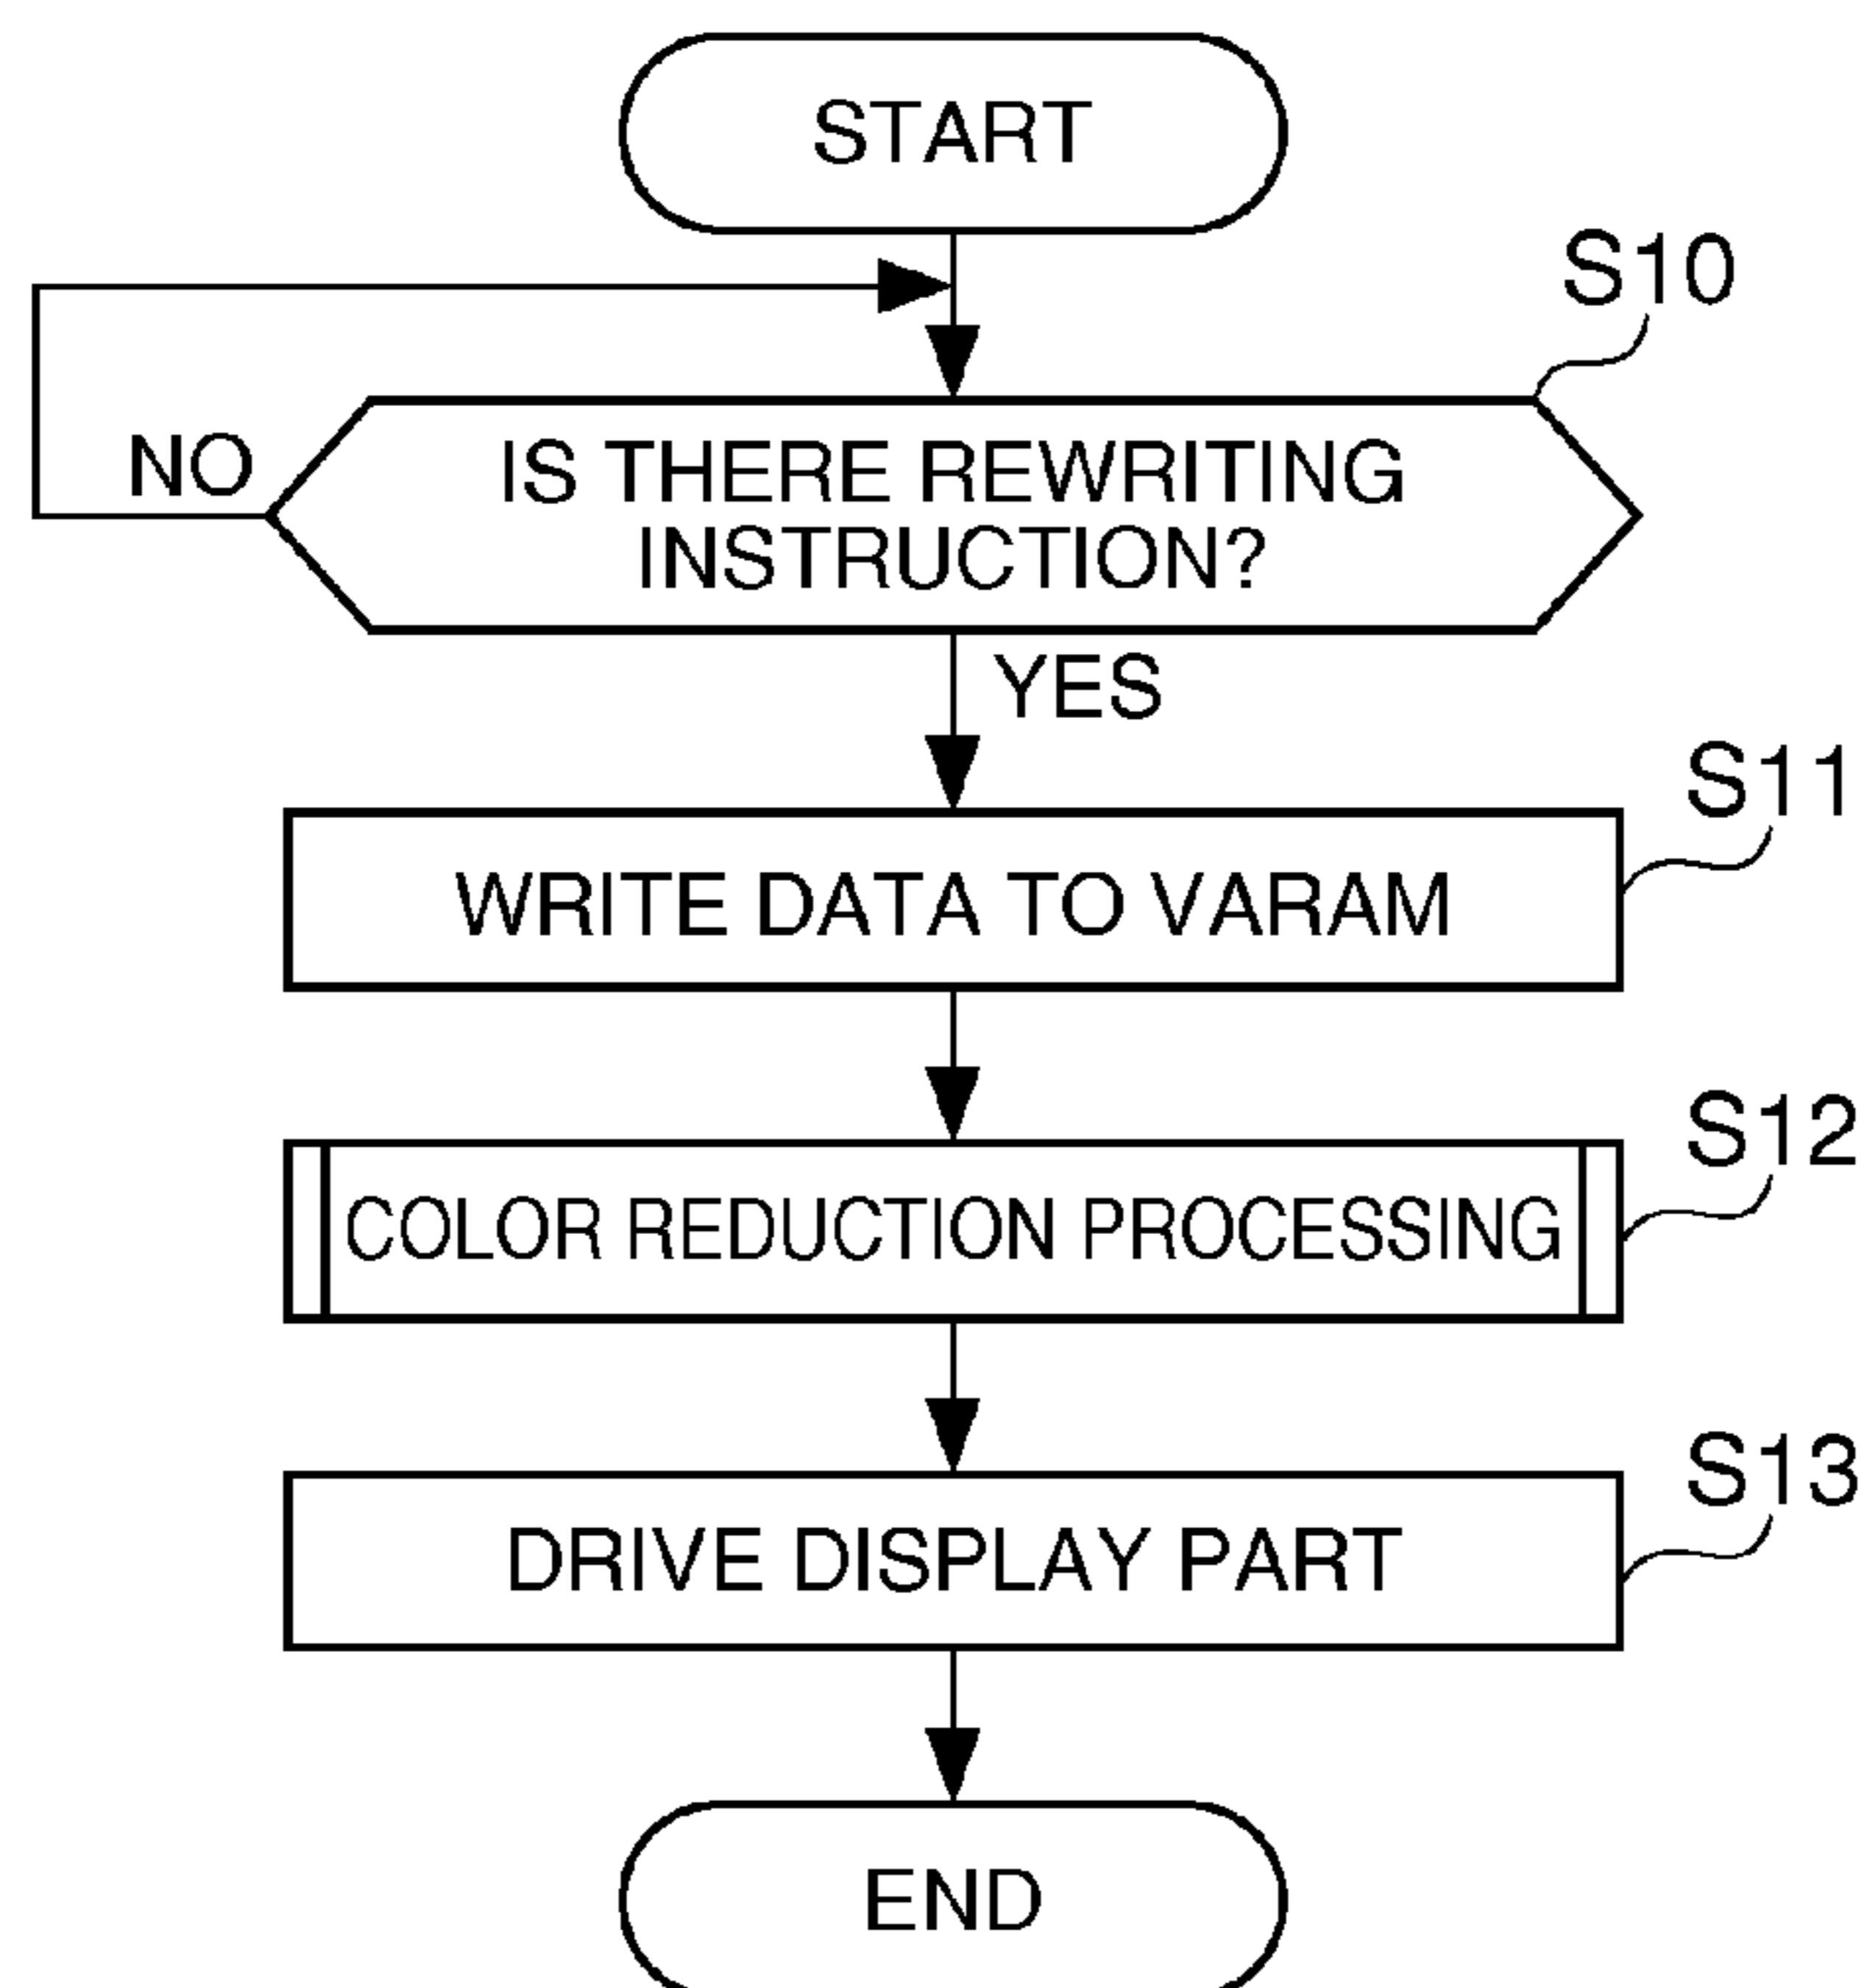 START
S10
NO
IS THERE REWRITING
INSTRUCTION?
YES
S11
WRITE DATA TO VARAM
S12
COLOR REDUCTION PROCESSING
S13
DRIVE DISPLAY PART
END